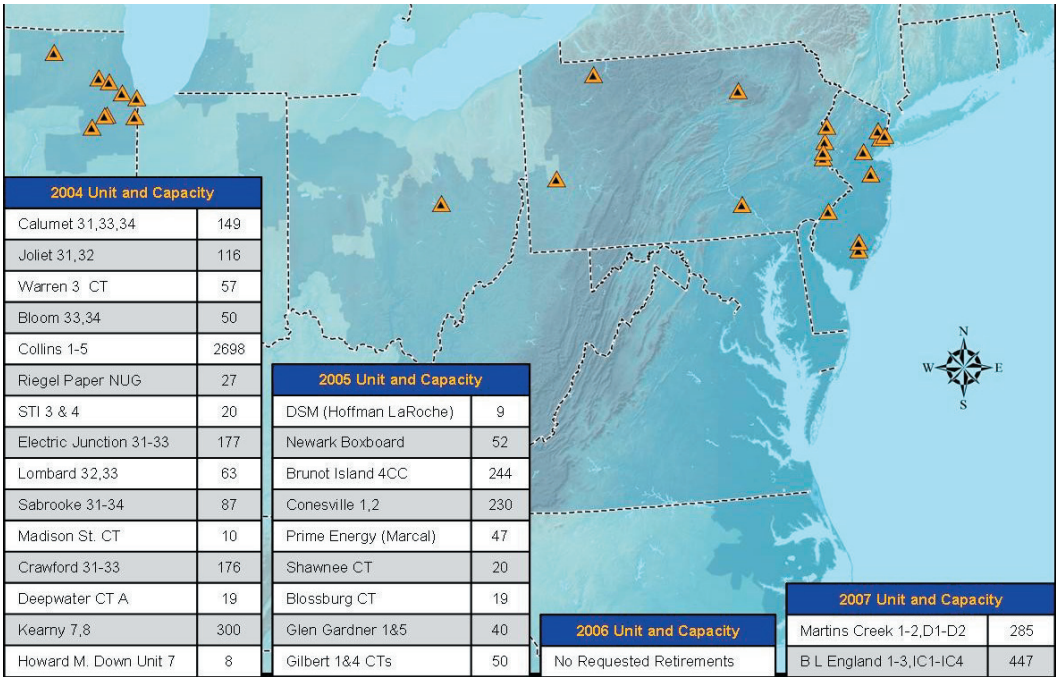 N
W E
S
2004 Unit and Capacity
Calumet 31,33,34 149
Joliet 31,32 116
Warren 3 CT 57
Bloom 33,34 50
Collins 1-5 2698
Riegel Paper NUG 27
STI 3 & 4 20
Electric Junction 31-33 177
Lombard 32,33 63
Sabrooke 31-34 87
Madison St. CT 10
Crawford 31-33 176
Deepwater CT A 19
Kearny 7,8 300
Howard M. Down Unit 7 8
2005 Unit and Capacity
DSM (Hoffman LaRoche) 9
Newark Boxboard 52
Brunot Island 4CC 244
Conesville 1,2 230
Prime Energy (Marcal) 47
Shawnee CT 20
Blossburg CT 19
Glen Gardner 1&5 40
Gilbert 1&4 CTs 50
2006 Unit and Capacity
No Requested Retirements
2007 Unit and Capacity
Martins Creek 1-2,D1-D2 285
B L England 1-3,IC1-IC4 447